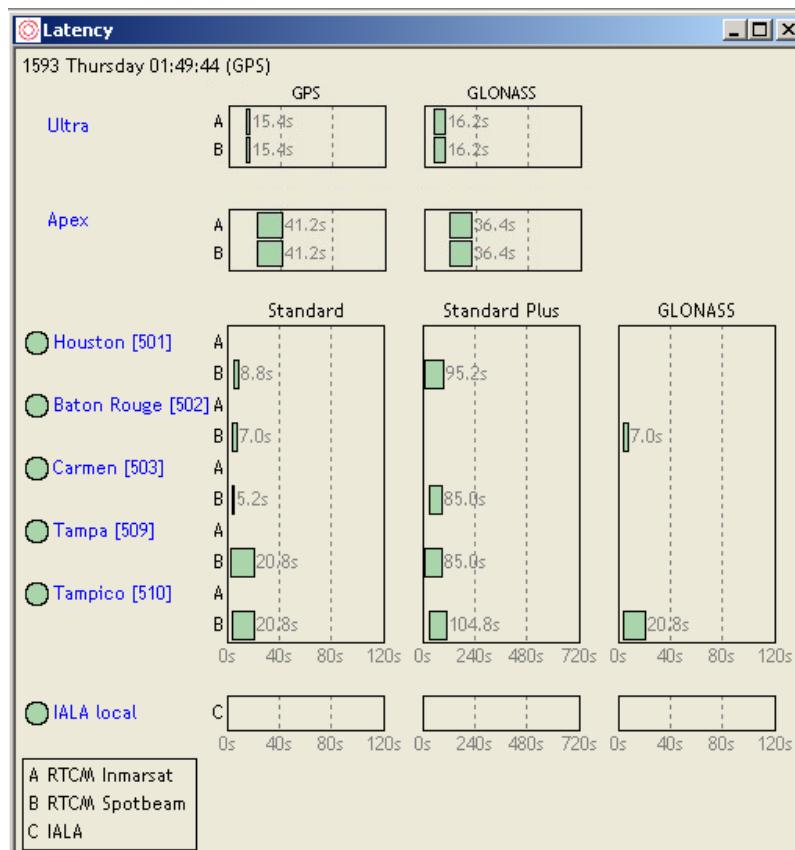 Latency
1593 Thursday 01:49:44 (GPS)
GPS GLONASS
Ultra A 15.4s 16.2s
B 15.4s 16.2s
Apex A 41.2s 36.4s
B 41.2s 36.4s
Standard Standard Plus GLONASS
Houston [501] A
B 8.8s 95.2s
Baton Rouge [502] A
B 7.0s 7.0s
Carmen [503] A
B 5.2s 85.0s
Tampa [509] A
B 20.8s 85.0s
Tampico [510] A
B 20.8s 104.8s 20.8s
0s 40s 80s 120s 0s 240s 480s 720s 0s 40s 80s 120s
IALA local C
0s 40s 80s 120s 0s 240s 480s 720s 0s 40s 80s 120s
A RTCM Inmarsat
B RTCM Spotbeam
C IALA